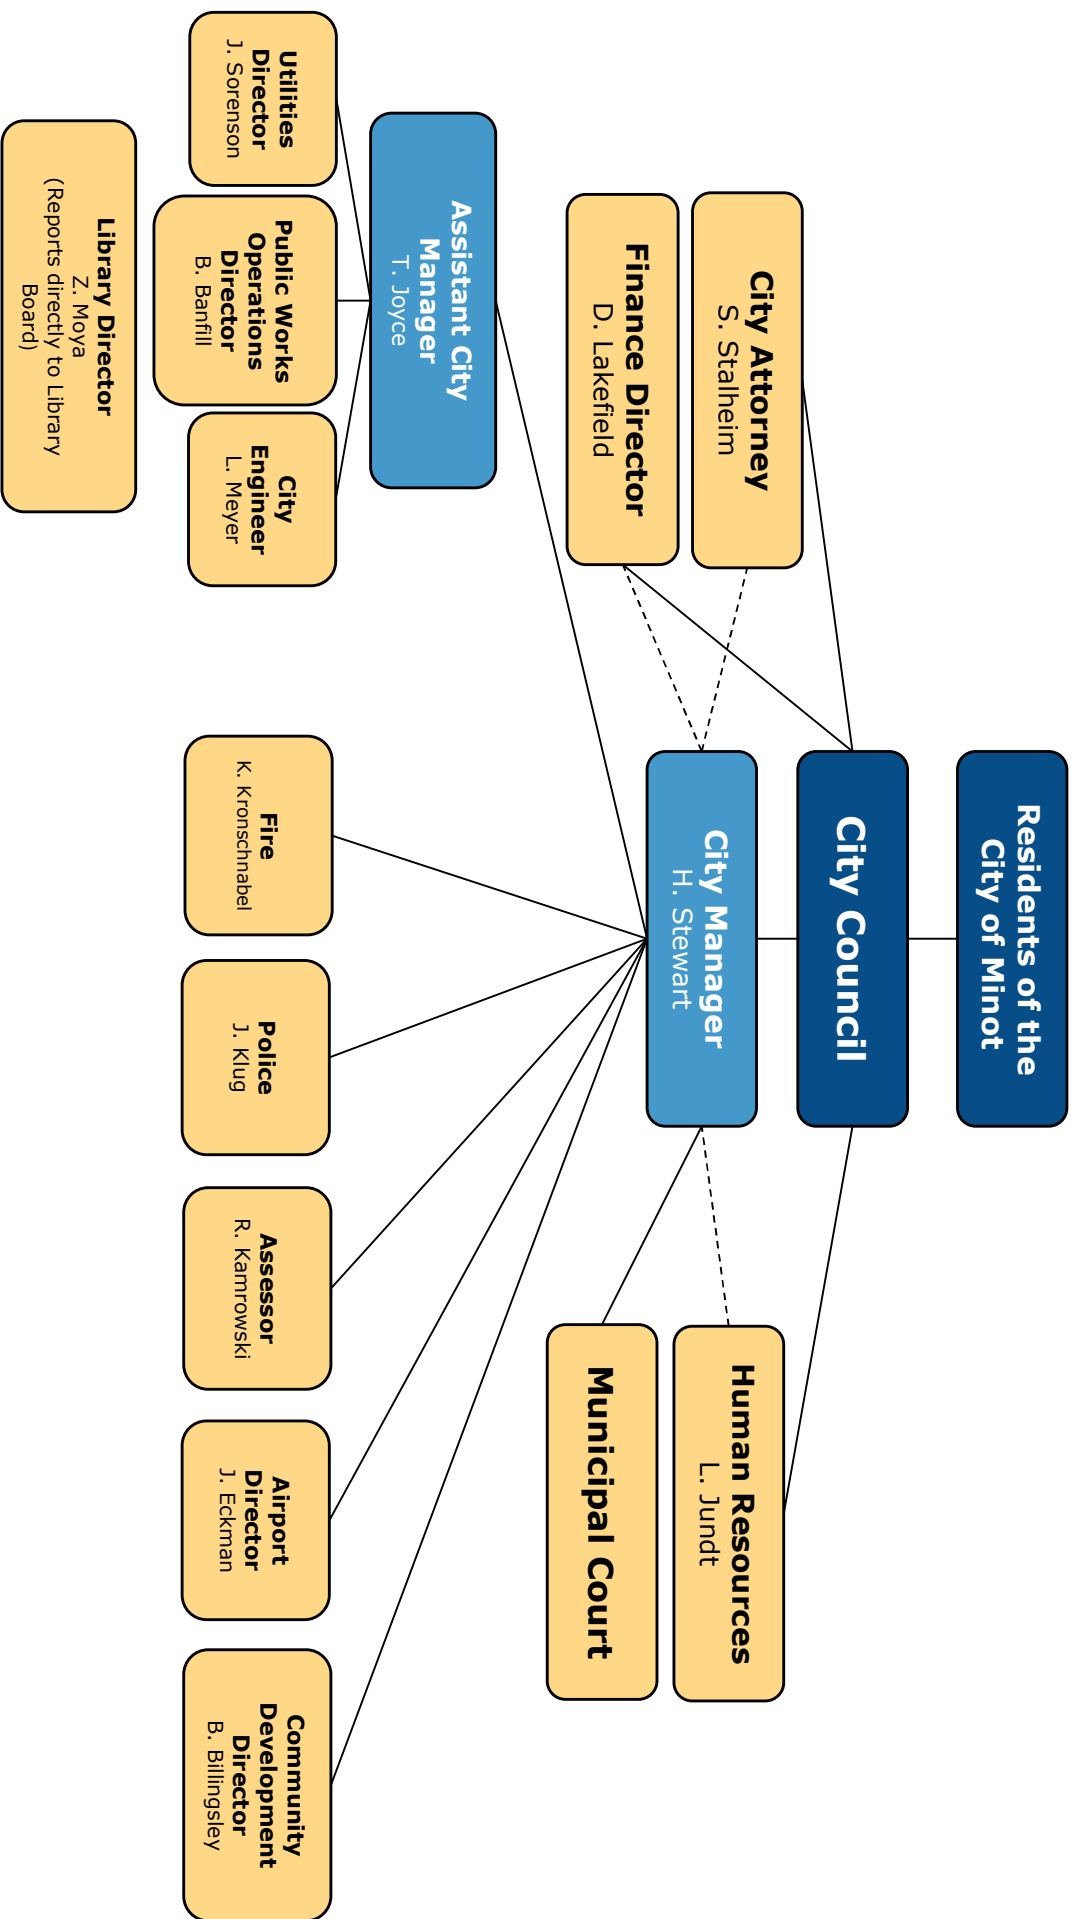 Residents of the
City of Minot
City Council
City Manager
H. Stewart
City Attorney
S. Stalheim
Finance Director
D. Lakefield
Human Resources
L. Jundt
Municipal Court
Assistant City
Manager
T. Joyce
Utilities
Director
J. Sorenson
Public Works
Operations
Director
B. Banfill
City
Engineer
L. Meyer
Fire
K. Kronschnabel
Police
J. Klug
Assessor
R. Kamrowski
Airport
Director
J. Eckman
Community
Development
Director
B. Billingsley
Library Director
Z. Moya
(Reports directly to Library
Board)